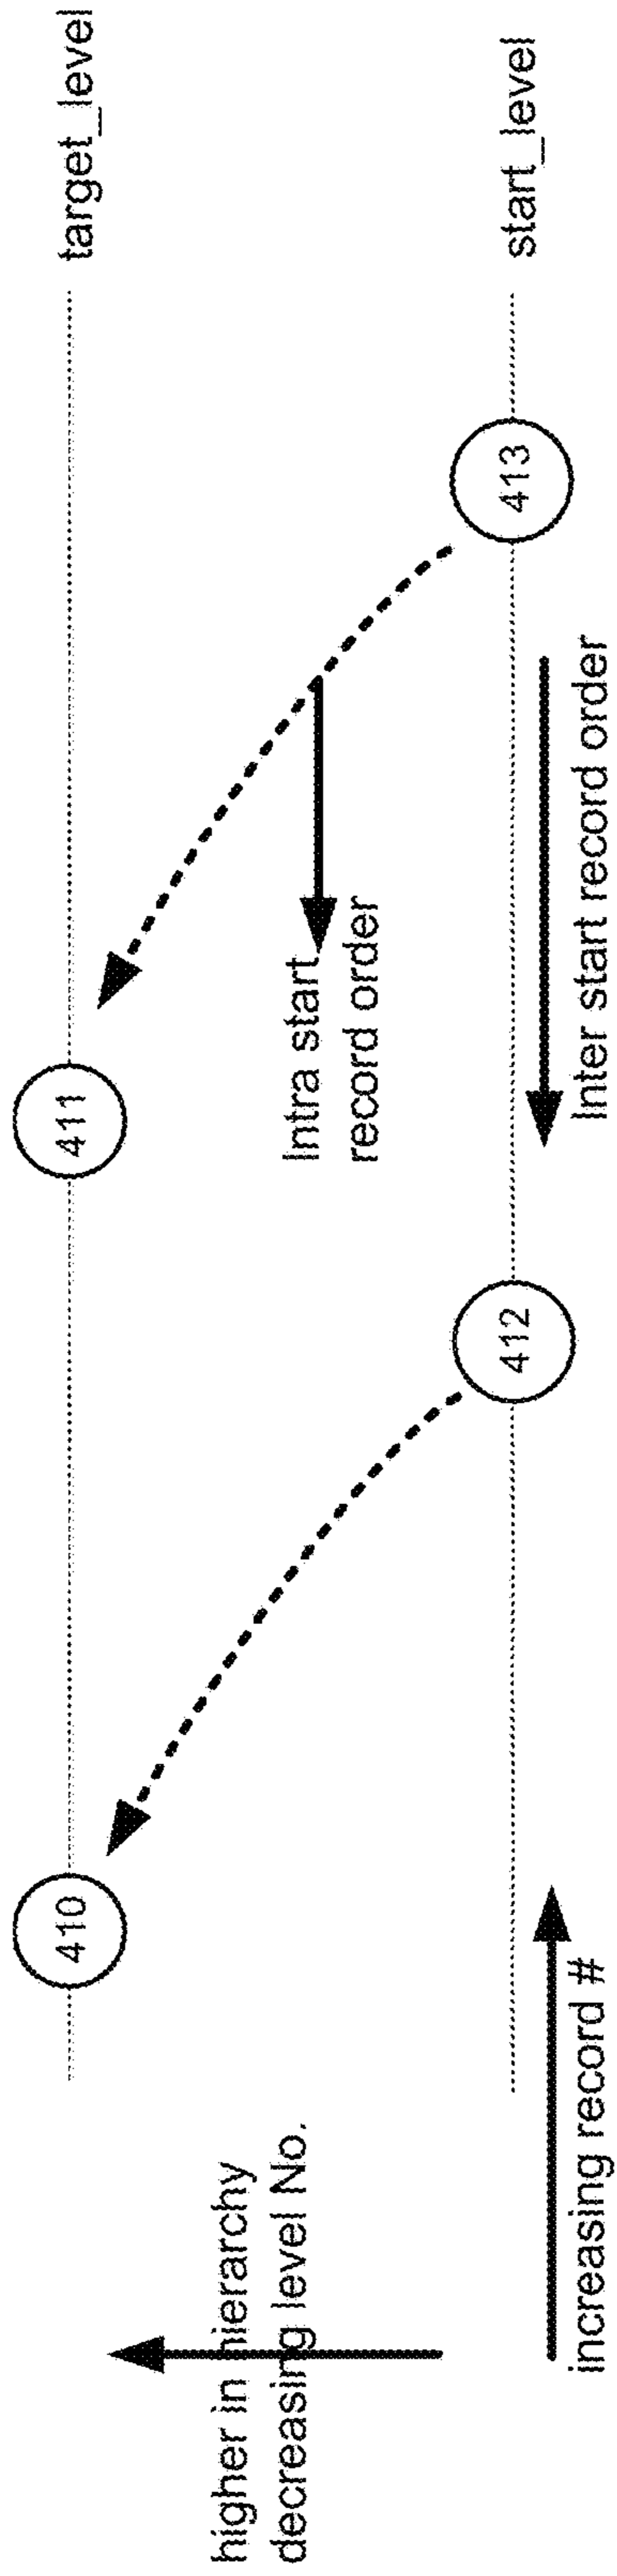 target_level
410
411
higher in hierarchy
decreasing level No.
Intra start
record order
start_level
412
413
increasing record #
Inter start record order